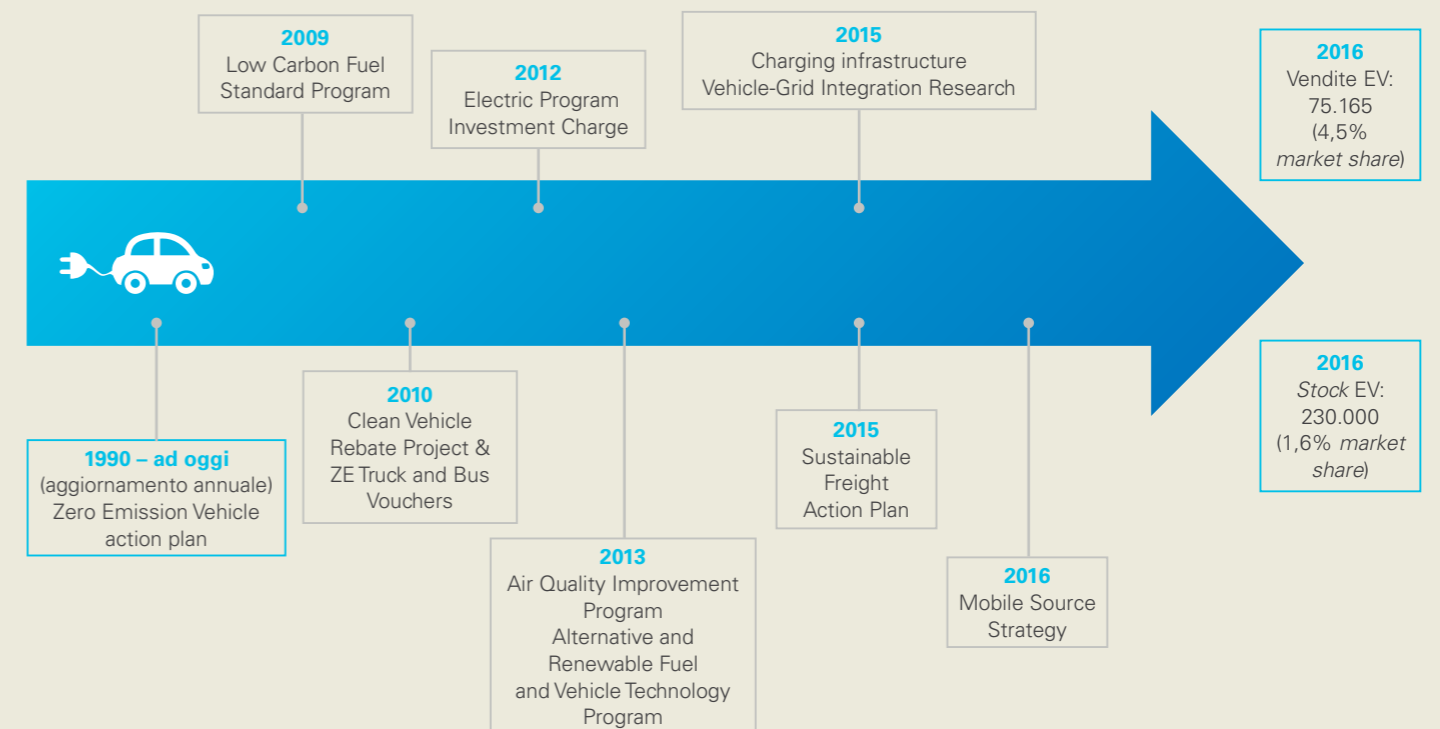 2009
Low Carbon Fuel
Standard Program
2012
Electric Program
Investment Charge
2015
Charging infrastructure
Vehicle-Grid Integration Research
2016
Vendite EV:
75.165
(4,5%
market share)
1990 – ad oggi
(aggiornamento annuale)
Zero Emission Vehicle
action plan
2010
Clean Vehicle
Rebate Project &
ZE Truck and Bus
Vouchers
2013
Air Quality Improvement
Program
Alternative and
Renewable Fuel
and Vehicle Technology
Program
2015
Sustainable
Freight
Action Plan
2016
Mobile Source
Strategy
2016
Stock EV:
230.000
(1,6% market
share)